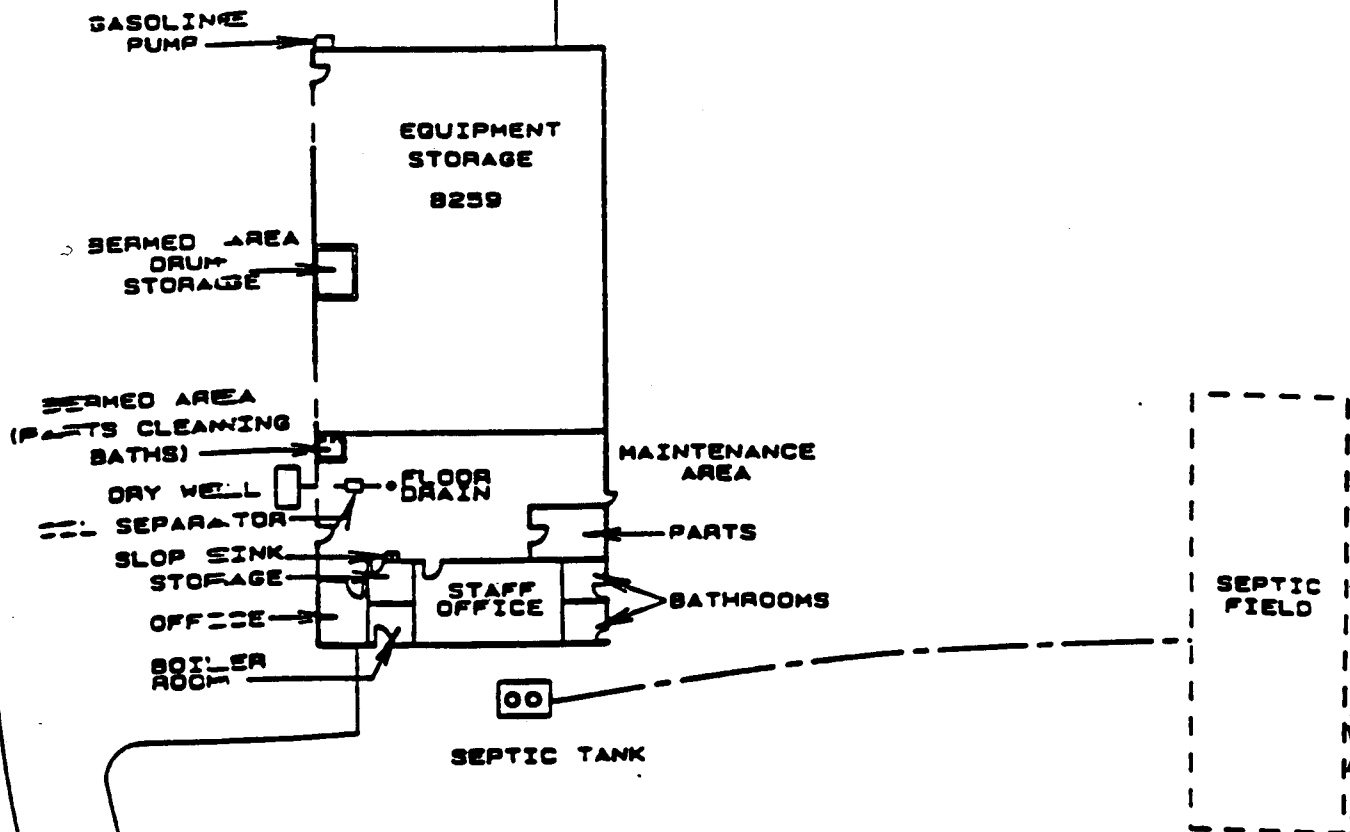 GASOLINE
PUMP
EQUIPMENT
STORAGE
8259
BERMED AREA
DRUM
STORAGE
BERMED AREA
(PARTS CLEANING
BATHS)
MAINTENANCE
AREA
DRY WELL
FLOOR
DRAIN
SEPARATOR
PARTS
SLOP SINK
STORAGE
STAFF
OFFICE
BATHROOMS
OFFICE
BOILER
ROOM
SEPTIC
FIELD
SEPTIC TANK